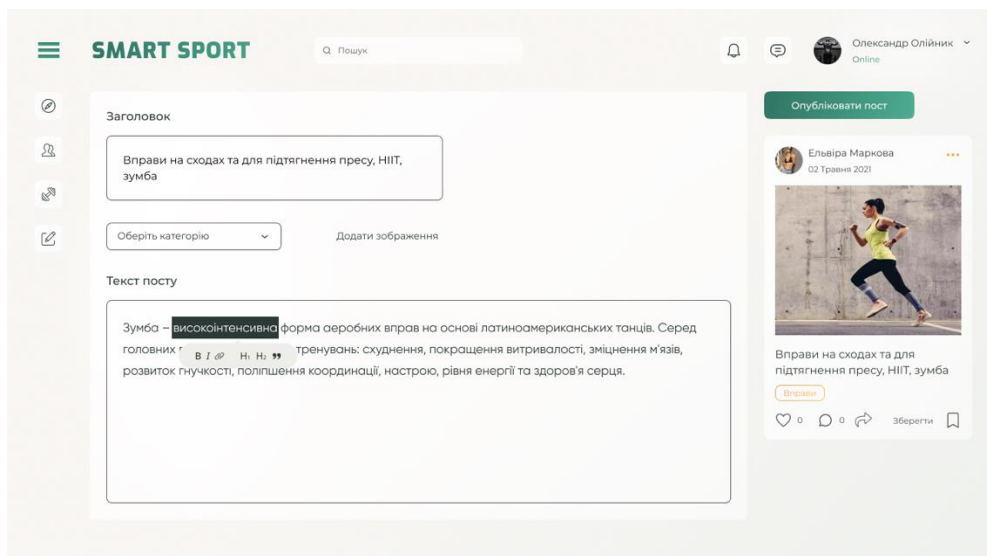 SMART SPORT
Пошук
Олександр Олійник
Online
Заголовок
Вправи на сходах та для підтягнення пресу, НІІТ,
зумба
Оберіть категорію
Додати зображення
Текст посту
Зумба – високоінтенсивна форма аеробних вправ на основі латиноамериканських танців. Серед
головних тренувань: схуднення, покращення витривалості, зміцнення м'язів,
B I H1 H2 ❞
розвиток гнучкості, поліпшення координації, настрою, рівня енергії та здоров'я серця.
Опублікувати пост
Ельвіра Маркова
02 Травня 2021
Вправи на сходах та для
підтягнення пресу, НІІТ, зумба
Вправи
0 0 Зберегти